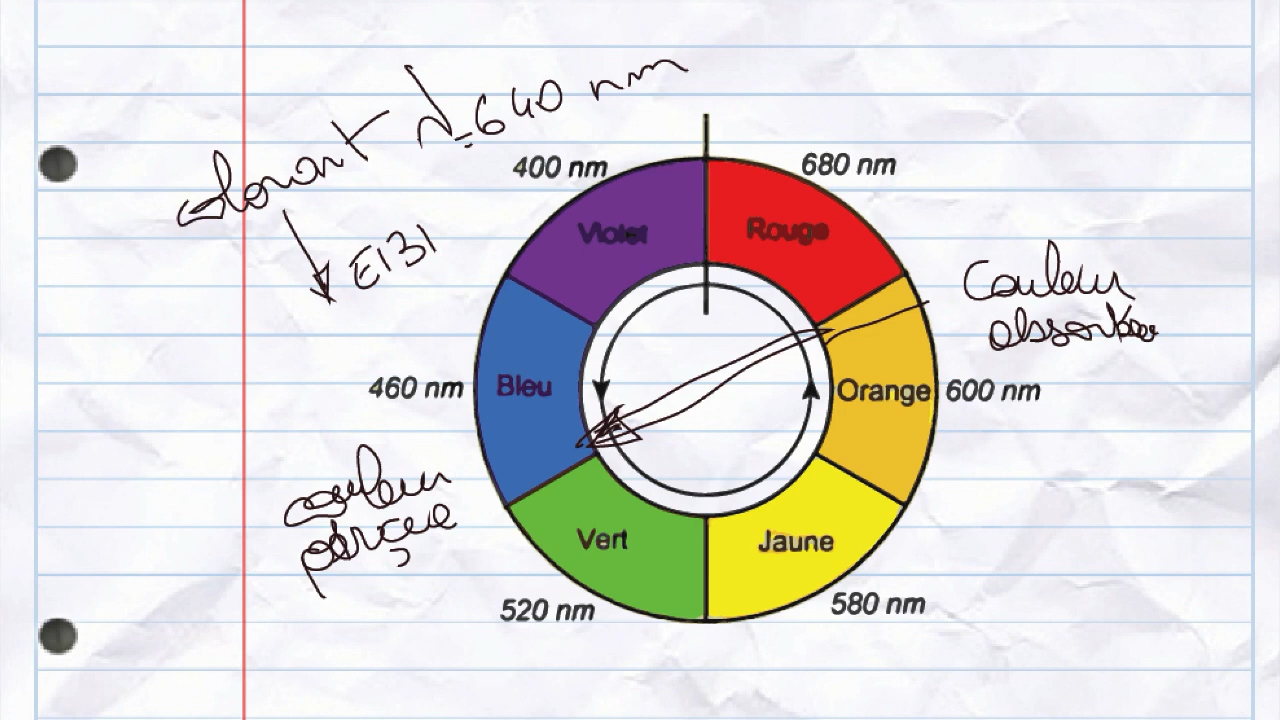 colorant λ=640 nm
E131
400 nm
680 nm
Violet
Rouge
Couleur
absorbée
460 nm
Bleu
Orange
600 nm
couleur
perçue
Vert
Jaune
520 nm
580 nm